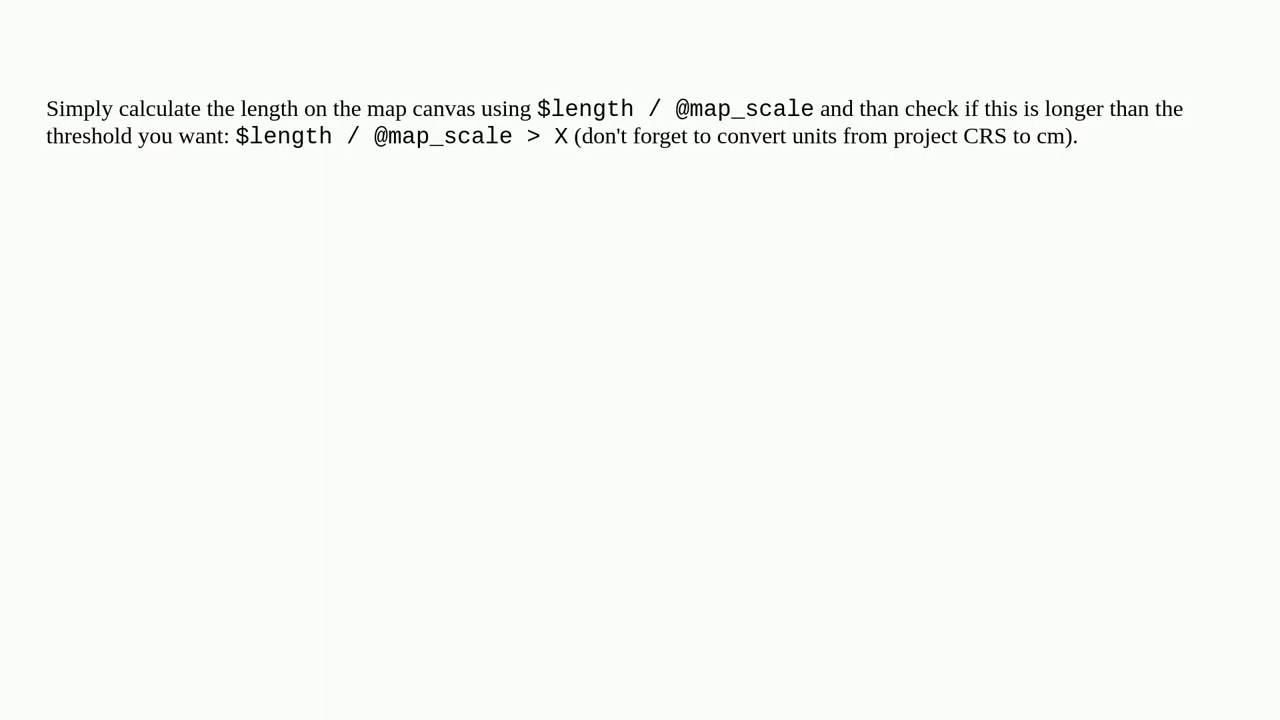 Simply calculate the length on the map canvas using $length / @map_scale and than check if this is longer than the
threshold you want: $length / @map_scale > X (don't forget to convert units from project CRS to cm).